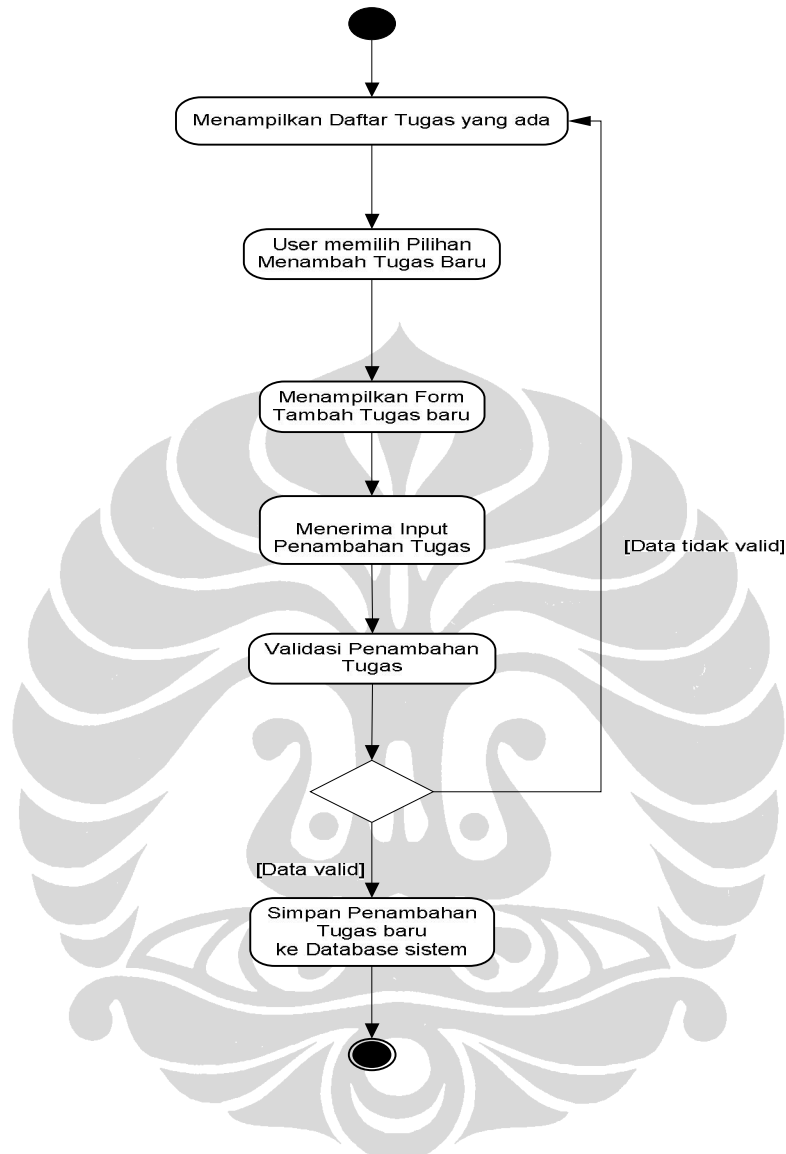 Menampilkan Daftar Tugas yang ada
User memilih Pilihan
Menambah Tugas Baru
Menampilkan Form
Tambah Tugas baru
Menerima Input
Penambahan Tugas
[Data tidak valid]
Validasi Penambahan
Tugas
[Data valid]
Simpan Penambahan
Tugas baru
ke Database sistem